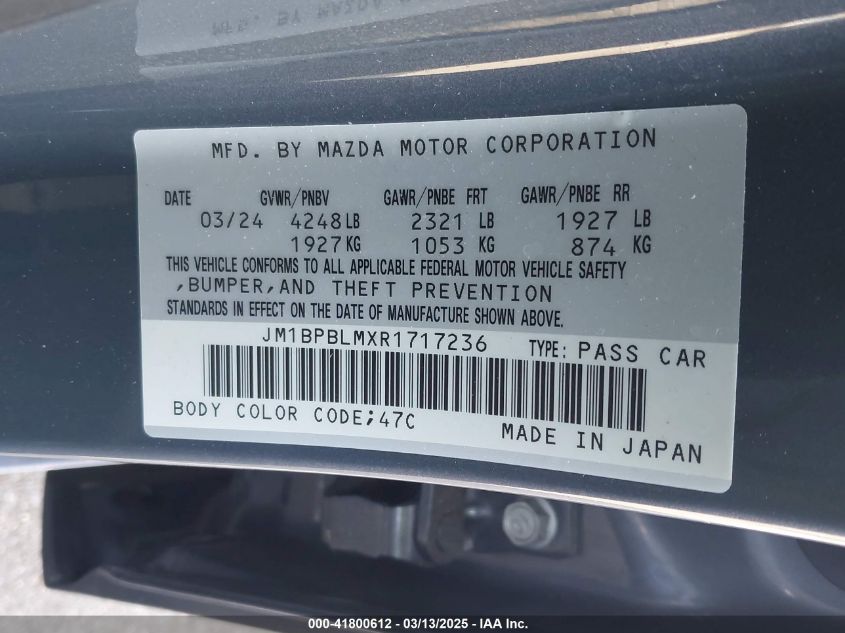 MFD. BY MAZDA MOTOR CORPORATION
DATE GVWR/PNBV GAWR/PNBE FRT GAWR/PNBE RR
03/24 4248LB 2321 LB 1927 LB
1927KG 1053 KG 874 KG
THIS VEHICLE CONFORMS TO ALL APPLICABLE FEDERAL MOTOR VEHICLE SAFETY
,BUMPER,AND THEFT PREVENTION
STANDARDS IN EFFECT ON THE DATE OF MANUFACTURE SHOWN ABOVE.
JM1BPBLMXR1717236 TYPE: PASS CAR
BODY COLOR CODE;47C
MADE IN JAPAN
000-41800612 - 03/13/2025 - IAA Inc.